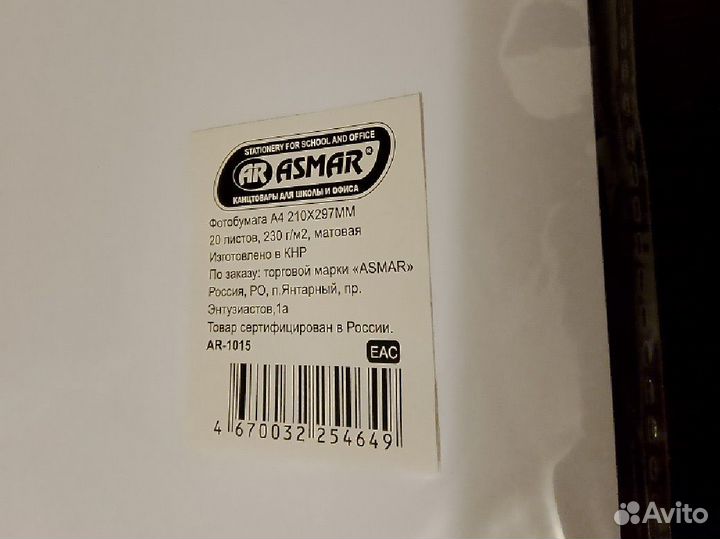 STATIONERY FOR SCHOOL AND OFFICE
AR ASMAR®
КАНЦТОВАРЫ ДЛЯ ШКОЛЫ И ОФИСА
Фотобумага А4 210Х297ММ
20 листов, 230 г/м2, матовая
Изготовлено в КНР
По заказу: торговой марки «ASMAR»
Россия, РО, п.Янтарный, пр.
Энтузиастов,1а
Товар сертифицирован в России.
AR-1015
EAC
4 670032 254649
Avito